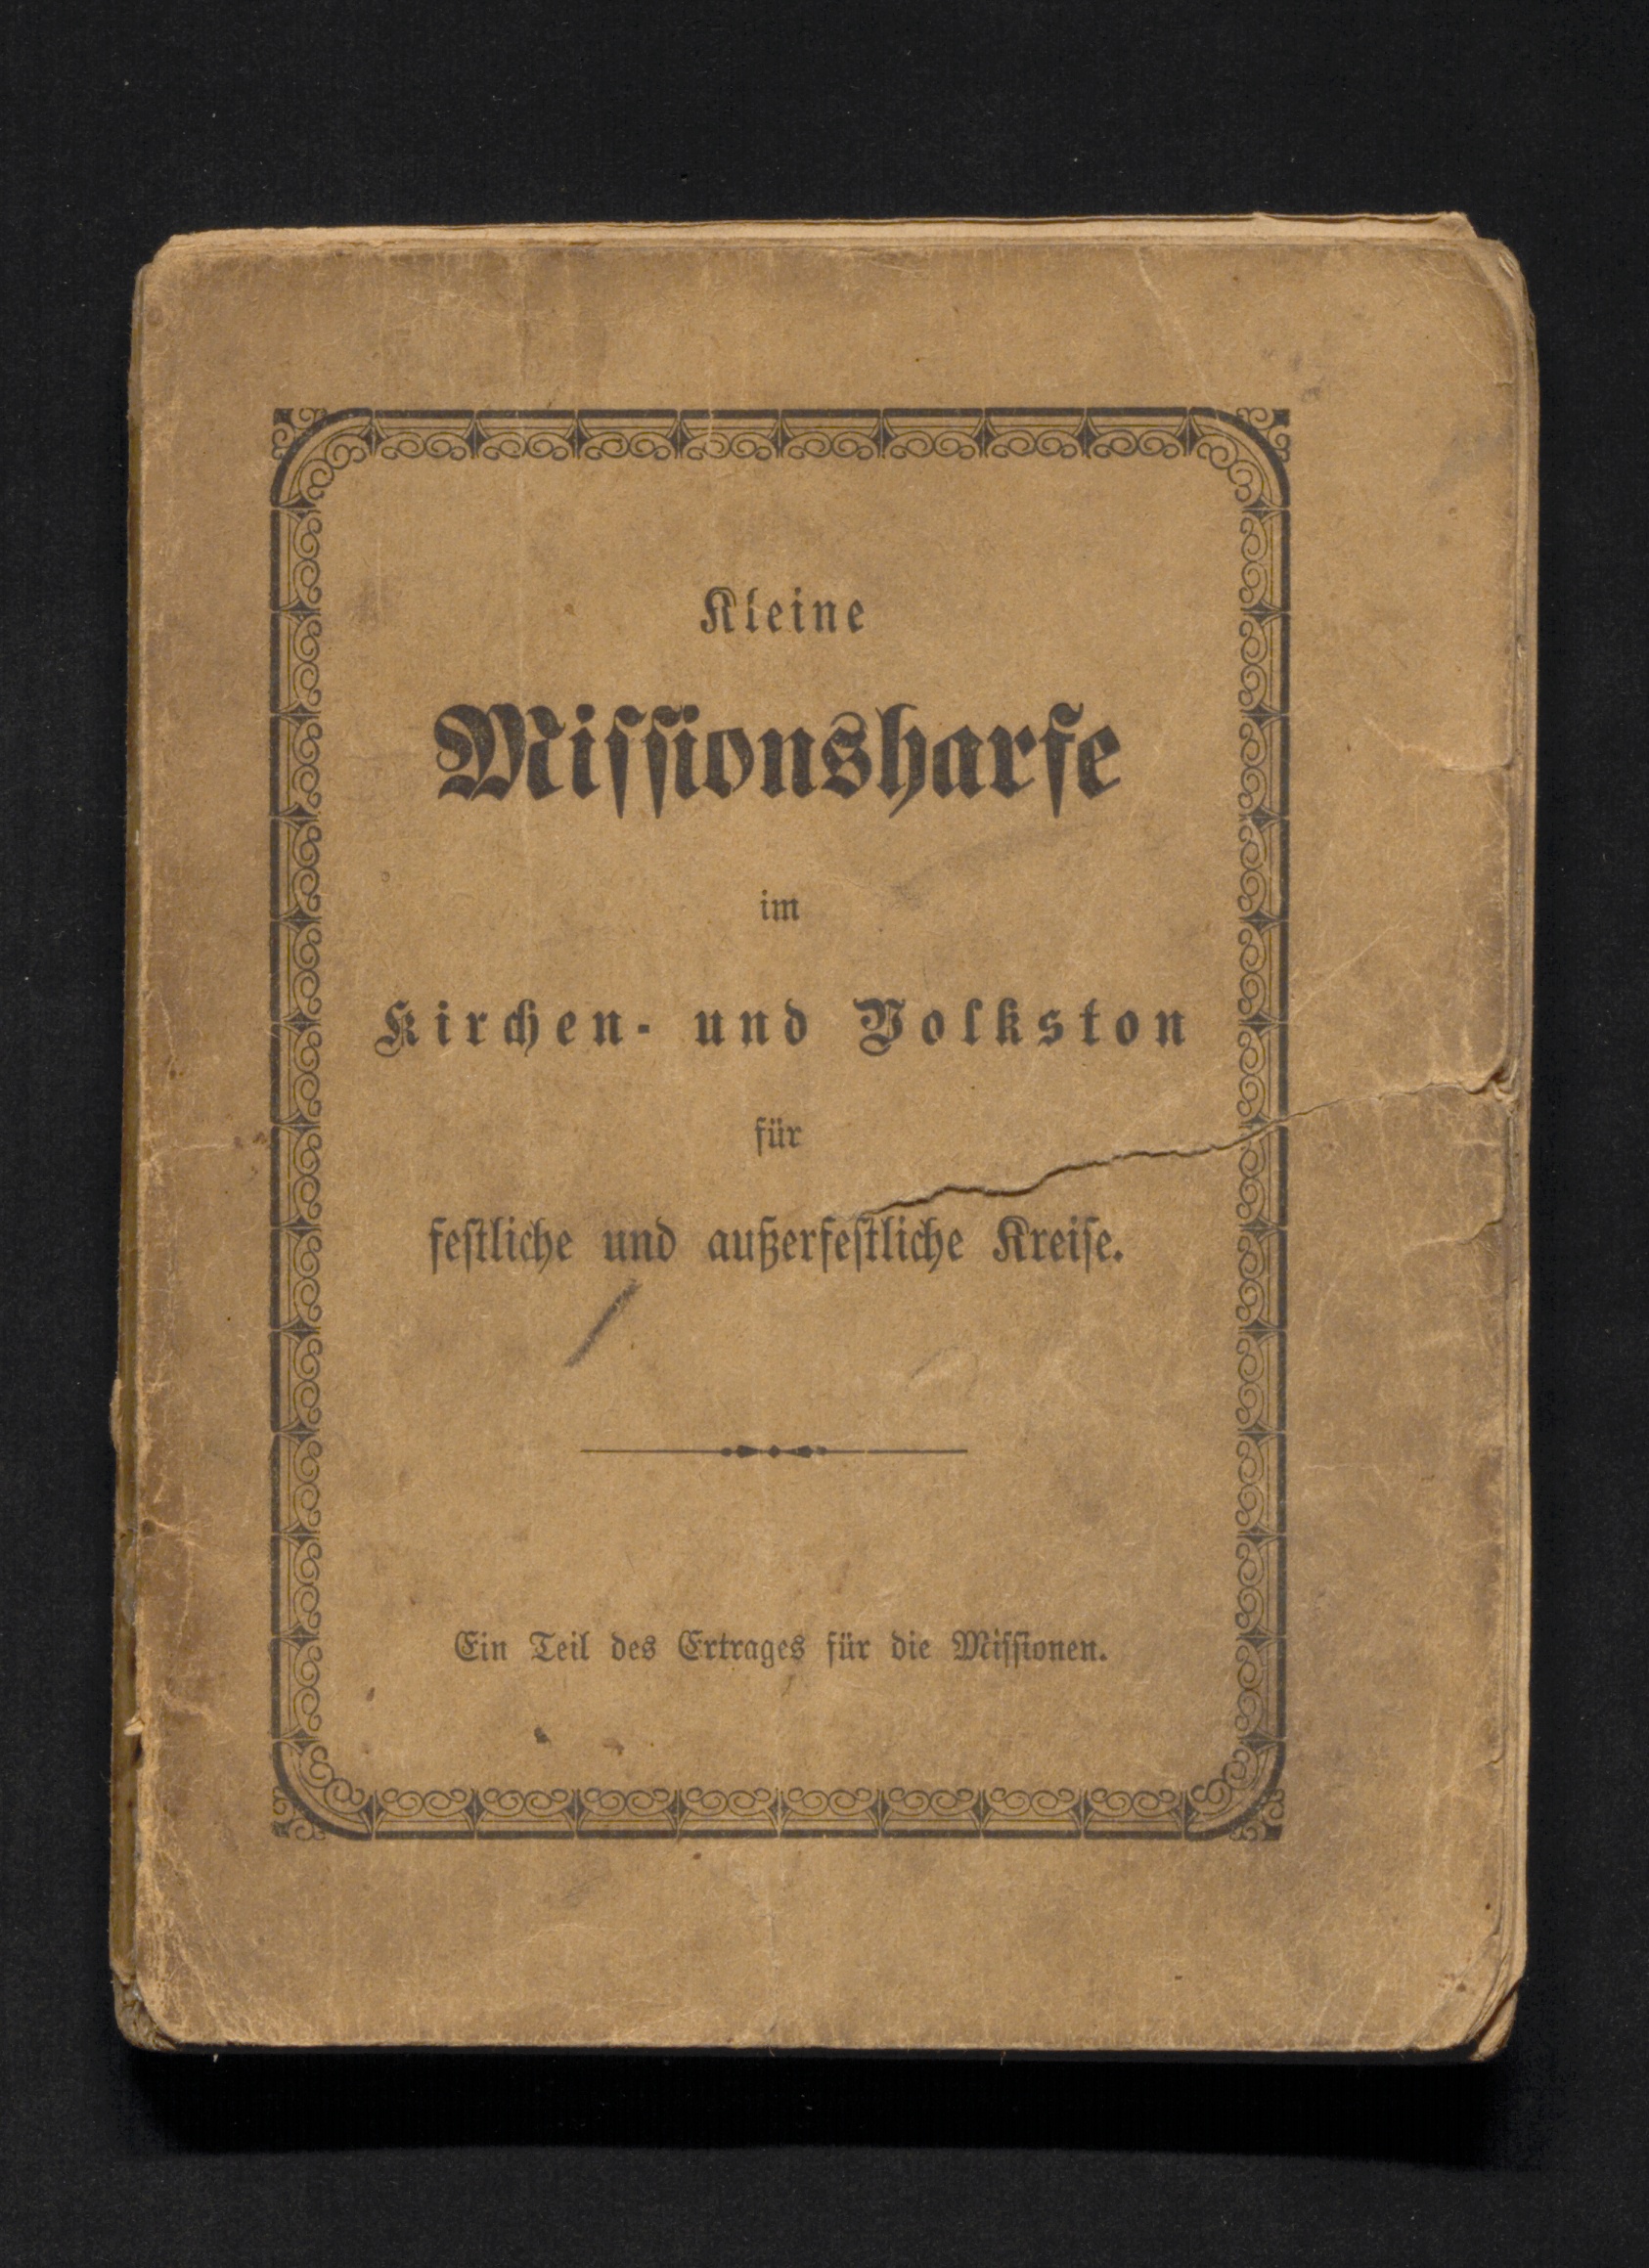 Kleine
Missionsharfe
im
Kirchen- und Volkston
für
festliche und außerfestliche Kreise.
Ein Teil des Ertrages für die Missionen.